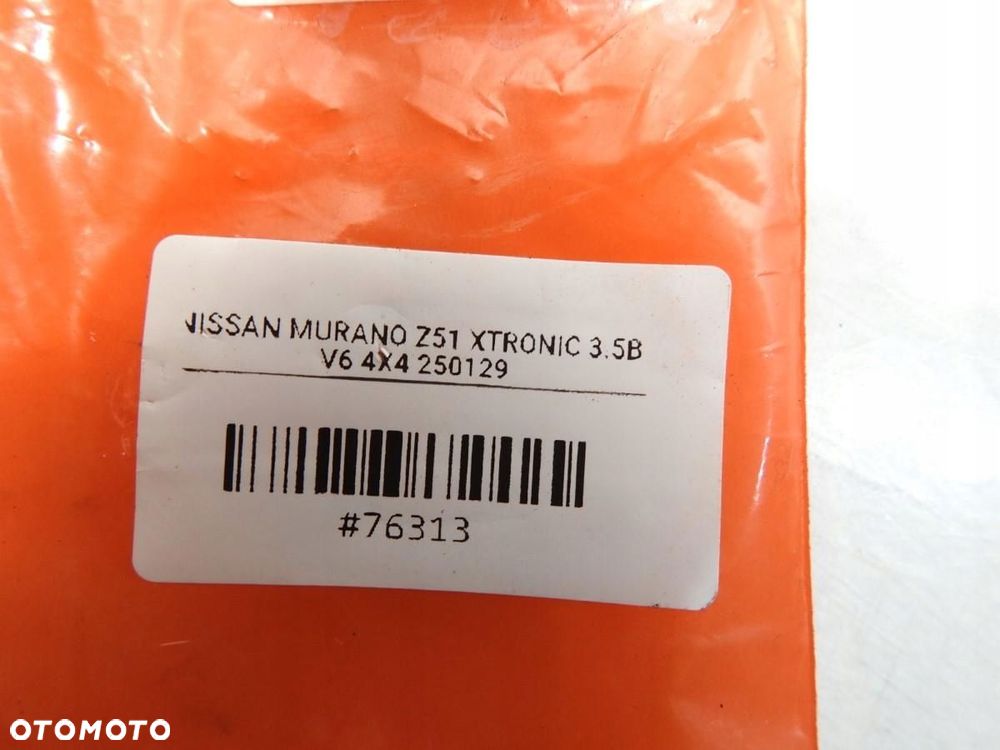 NISSAN MURANO Z51 XTRONIC 3.5B
V6 4X4 250129
#76313
OTOMOTO